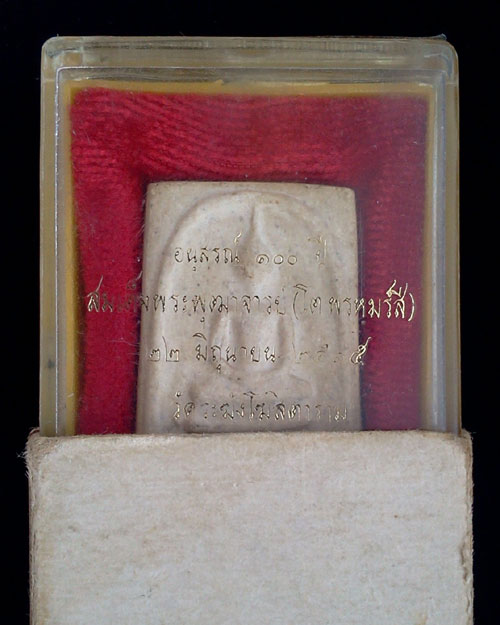 อนุสรณ์ ๑๐๐ ปี
สมเด็จพระพุฒาจารย์ (โต พรหมรํสี)
๒๒ มิถุนายน ๒๕๑๕
วัดระฆังโฆสิตาราม